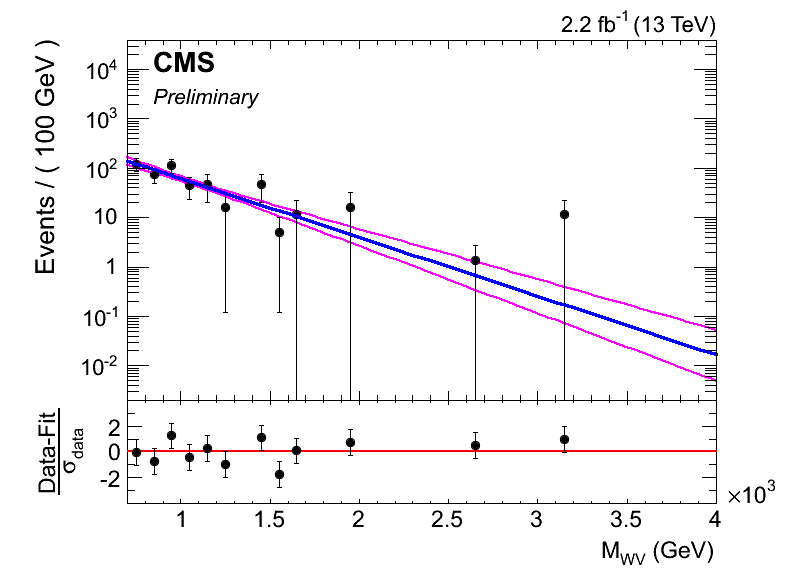 2.2 fb⁻¹ (13 TeV)
CMS
Preliminary
Events / ( 100 GeV )
10⁴
10³
10²
10
1
10⁻¹
10⁻²
Data-Fit
σ_data
2
0
-2
1
1.5
2
2.5
3
3.5
4
×10³
M_WV (GeV)